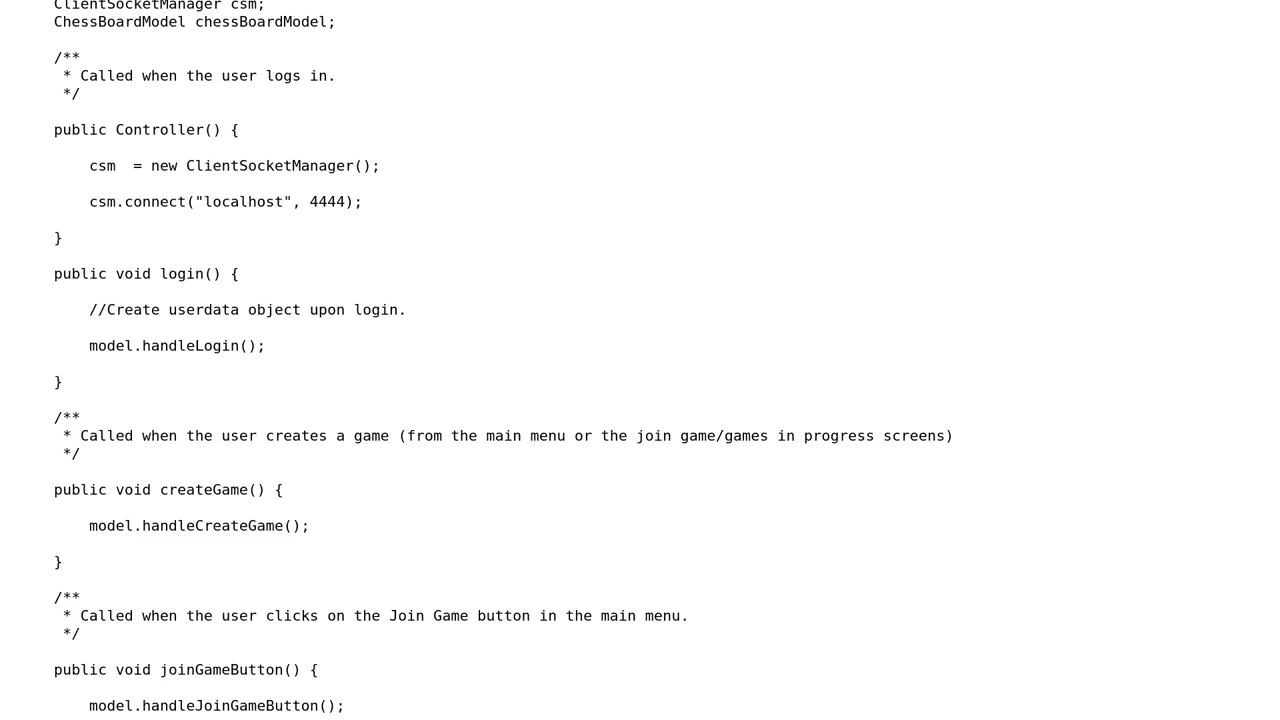 ClientSocketManager csm;
ChessBoardModel chessBoardModel;
/**
* Called when the user logs in.
*/
public Controller() {
csm  = new ClientSocketManager();
csm.connect("localhost", 4444);
}
public void login() {
//Create userdata object upon login.
model.handleLogin();
}
/**
* Called when the user creates a game (from the main menu or the join game/games in progress screens)
*/
public void createGame() {
model.handleCreateGame();
}
/**
* Called when the user clicks on the Join Game button in the main menu.
*/
public void joinGameButton() {
model.handleJoinGameButton();